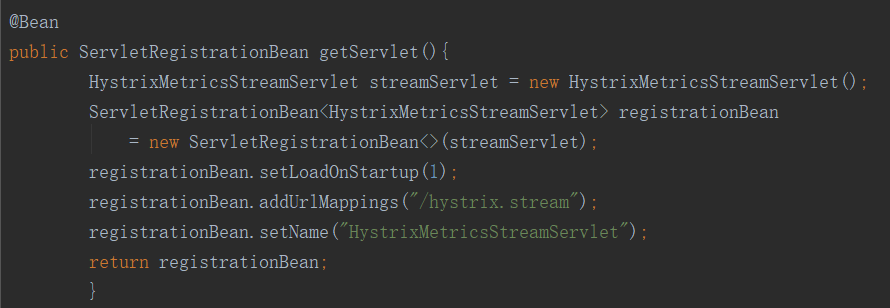 @Bean
public ServletRegistrationBean getServlet(){
HystrixMetricsStreamServlet streamServlet = new HystrixMetricsStreamServlet();
ServletRegistrationBean<HystrixMetricsStreamServlet> registrationBean
= new ServletRegistrationBean<>(streamServlet);
registrationBean.setLoadOnStartup(1);
registrationBean.addUrlMappings("/hystrix.stream");
registrationBean.setName("HystrixMetricsStreamServlet");
return registrationBean;
}